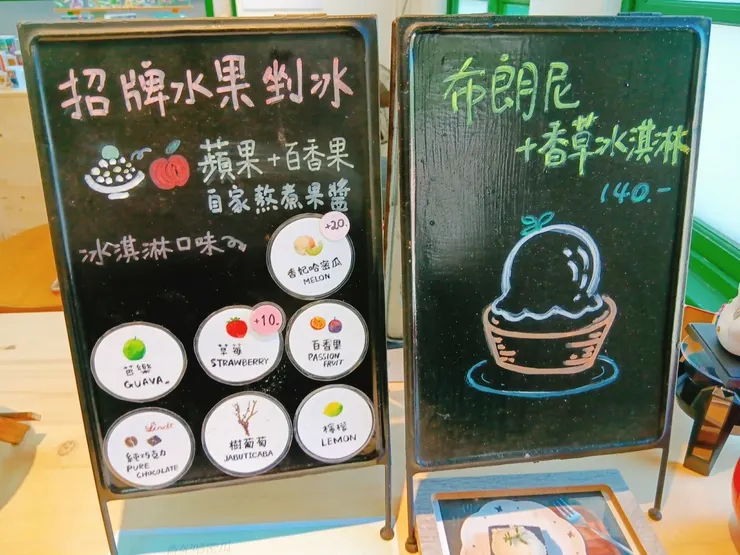 招牌水果剉冰
蘋果+百香果
自家熬煮果醬
冰淇淋口味
+20.
香妃哈密瓜
MELON
芭樂
GUAVA
+10.
草莓
STRAWBERRY
百香果
PASSION
FRUIT
Lindt
純巧克力
PURE
CHOCOLATE
樹葡萄
JABUTICABA
檸檬
LEMON
布朗尼
+香草冰淇淋
140.-